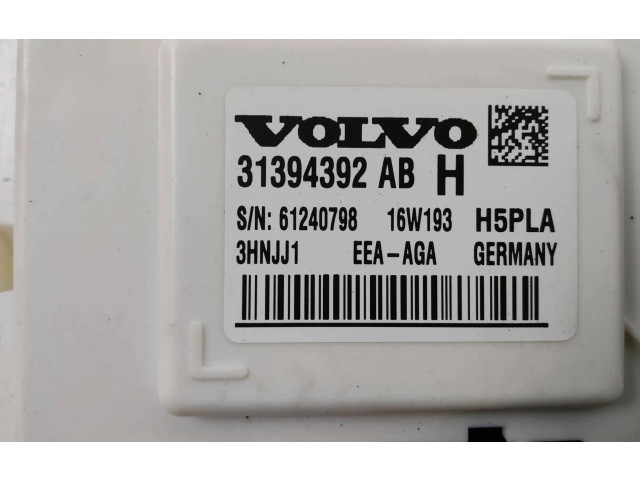 VOLVO
31394392 AB H
S/N: 61240798 16W193 H5PLA
3HNJJ1 EEA-AGA GERMANY